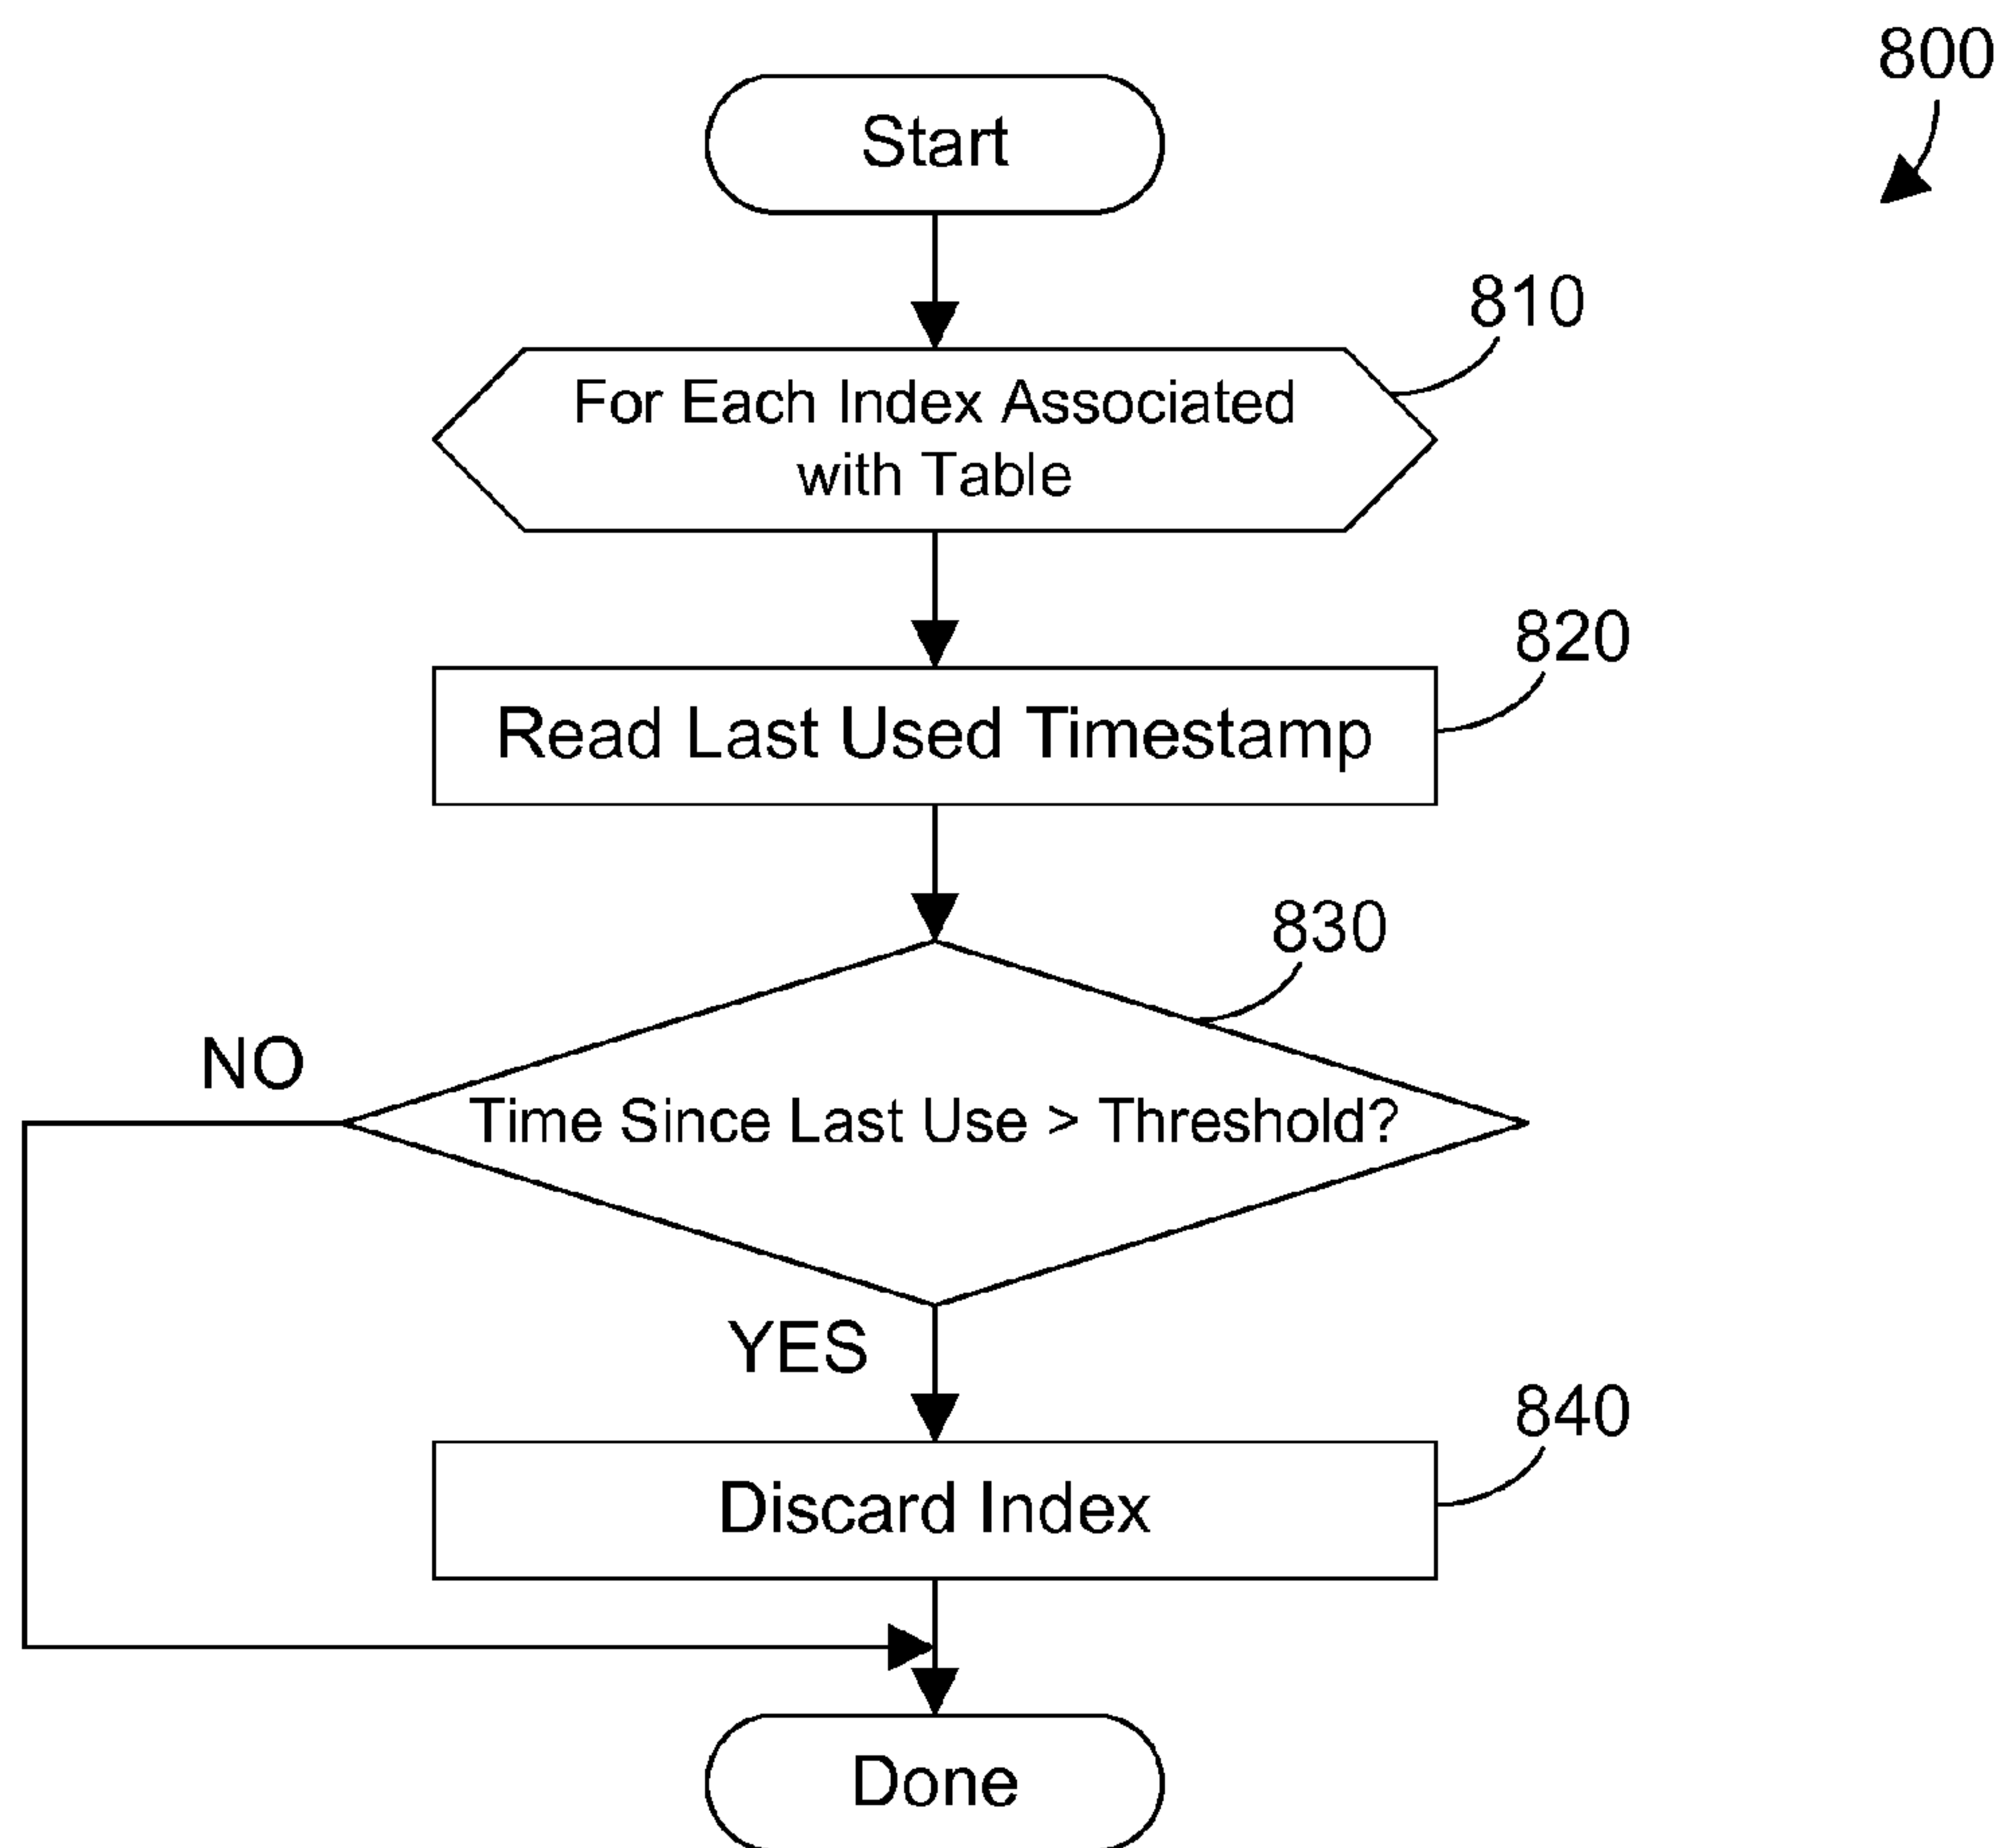 800
Start
810
For Each Index Associated
with Table
820
Read Last Used Timestamp
830
NO
Time Since Last Use > Threshold?
YES
840
Discard Index
Done